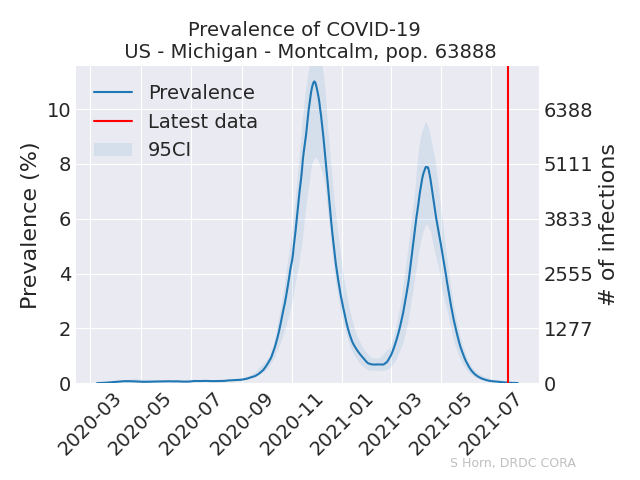 Prevalence of COVID-19
US - Michigan - Montcalm, pop. 63888
Prevalence
Latest data
95CI
Prevalence (%)
10
8
6
4
2
0
6388
5111
3833
2555
1277
0
# of infections
2020-03
2020-05
2020-07
2020-09
2020-11
2021-01
2021-03
2021-05
2021-07
S Horn, DRDC CORA